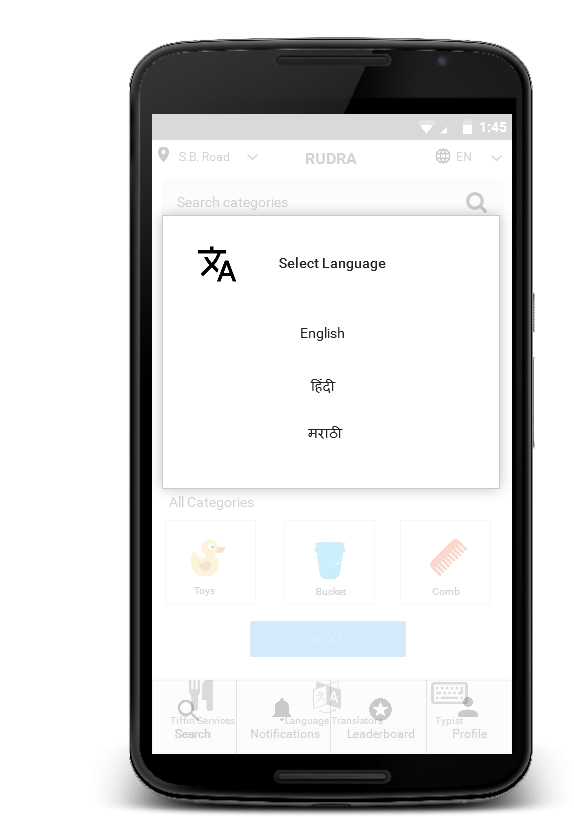 1:45
S.B. Road
RUDRA
EN
Search categories
Select Language
English
हिंदी
मराठी
All Categories
Toys
Bucket
Comb
NEXT
Tiffin Services
Language Translators
Typist
Search
Notifications
Leaderboard
Profile